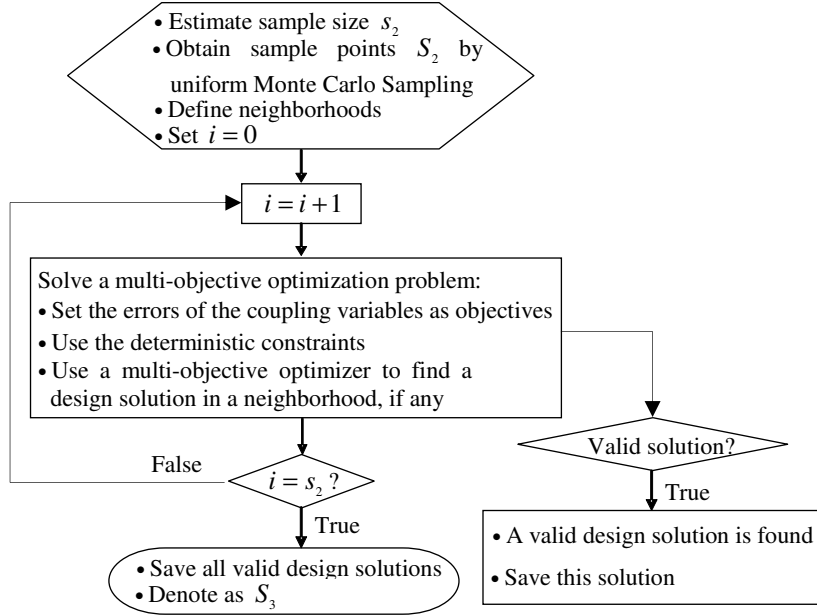 • Estimate sample size s₂
• Obtain sample points S₂ by
uniform Monte Carlo Sampling
• Define neighborhoods
• Set i = 0
i = i + 1
Solve a multi-objective optimization problem:
• Set the errors of the coupling variables as objectives
• Use the deterministic constraints
• Use a multi-objective optimizer to find a
design solution in a neighborhood, if any
Valid solution?
False
i = s₂ ?
True
True
• A valid design solution is found
• Save this solution
• Save all valid design solutions
• Denote as S₃